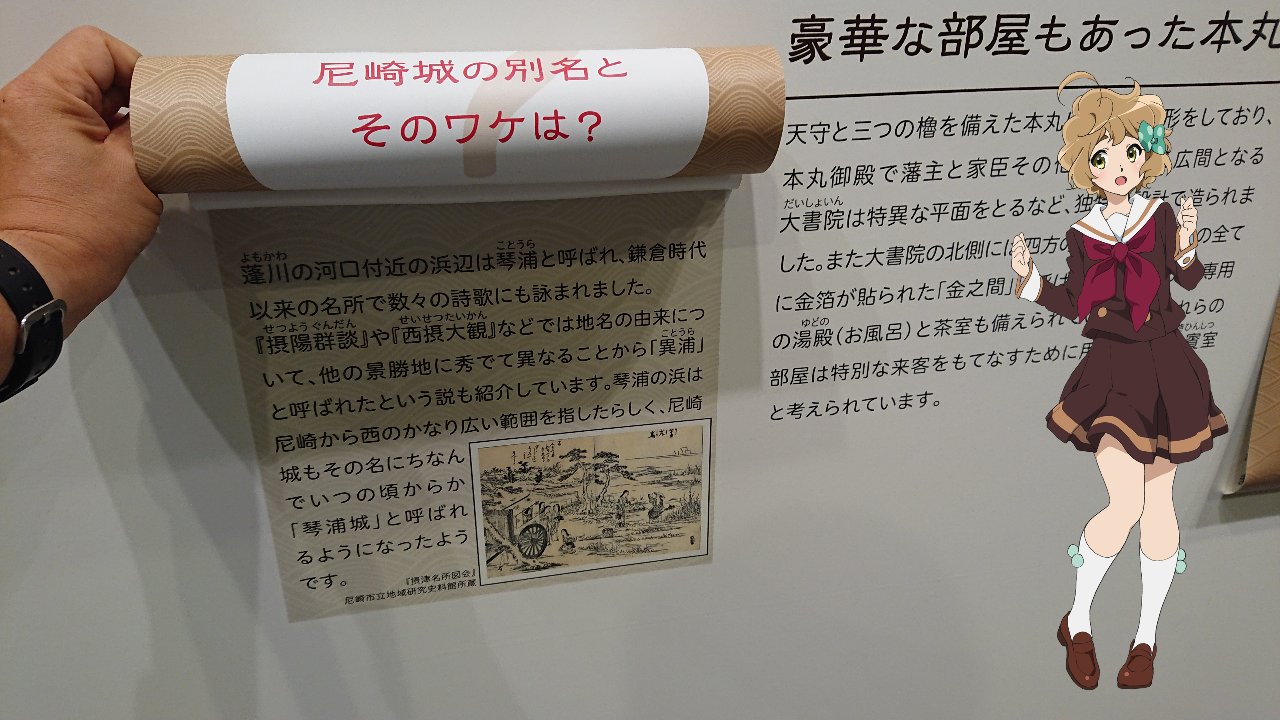 尼崎城の別名と
そのワケは？
よもかわ
ことうら
蓬川の河口付近の浜辺は琴浦と呼ばれ、鎌倉時代
以来の名所で数々の詩歌にも詠まれました。
せつようぐんだん
せいせつたいかん
『摂陽群談』や『西摂大観』などでは地名の由来につ
いて、他の景勝地に秀でて異なることから「異浦」
ことうら
と呼ばれたという説も紹介しています。琴浦の浜は
尼崎から西のかなり広い範囲を指したらしく、尼崎
城もその名にちなん
でいつの頃からか
「琴浦城」と呼ばれ
るようになったよう
です。
『摂津名所図会』
尼崎市立地域研究史料館所蔵
豪華な部屋もあった本丸
天守と三つの櫓を備えた本丸
形をしており、
本丸御殿で藩主と家臣その他
広間となる
だいしょいん
大書院は特異な平面をとるなど、独
設計で造られま
した。また大書院の北側には四方の
の全て
に金箔が貼られた「金之間」
専用
ゆどの
の湯殿（お風呂）と茶室も備えられて
れらの
部屋は特別な来客をもてなすために用
室
と考えられています。